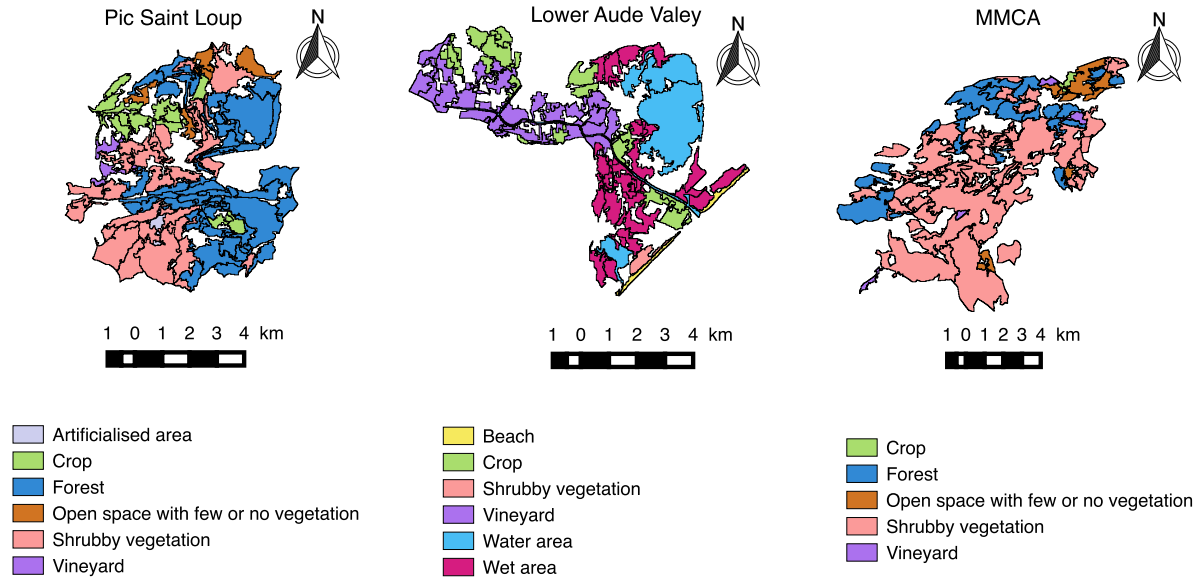 Pic Saint Loup
N
Lower Aude Valey
N
MMCA
N
1 0 1 2 3 4 km
1 0 1 2 3 4 km
1 0 1 2 3 4 km
Artificialised area
Crop
Forest
Open space with few or no vegetation
Shrubby vegetation
Vineyard
Beach
Crop
Shrubby vegetation
Vineyard
Water area
Wet area
Crop
Forest
Open space with few or no vegetation
Shrubby vegetation
Vineyard